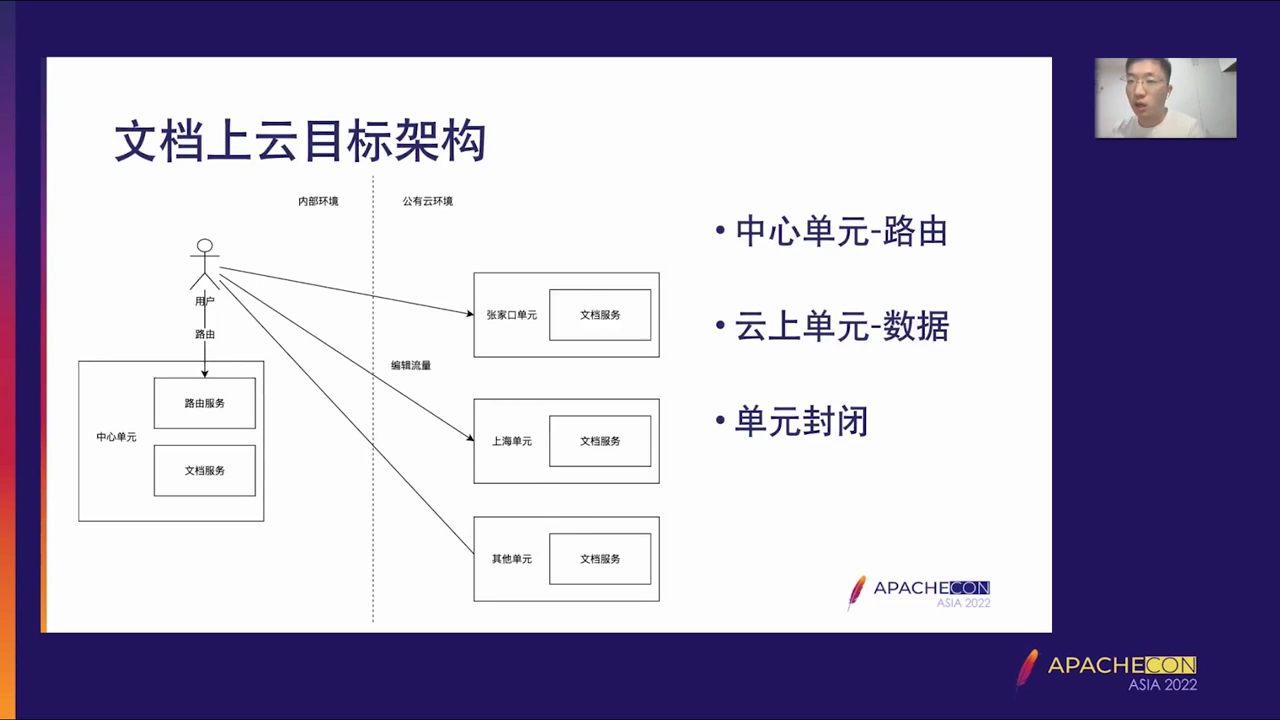 文档上云目标架构
内部环境
公有云环境
用户
路由
中心单元
路由服务
文档服务
编辑流量
张家口单元
文档服务
上海单元
文档服务
其他单元
文档服务
• 中心单元-路由
• 云上单元-数据
• 单元封闭
APACHECON
ASIA 2022
APACHECON
ASIA 2022